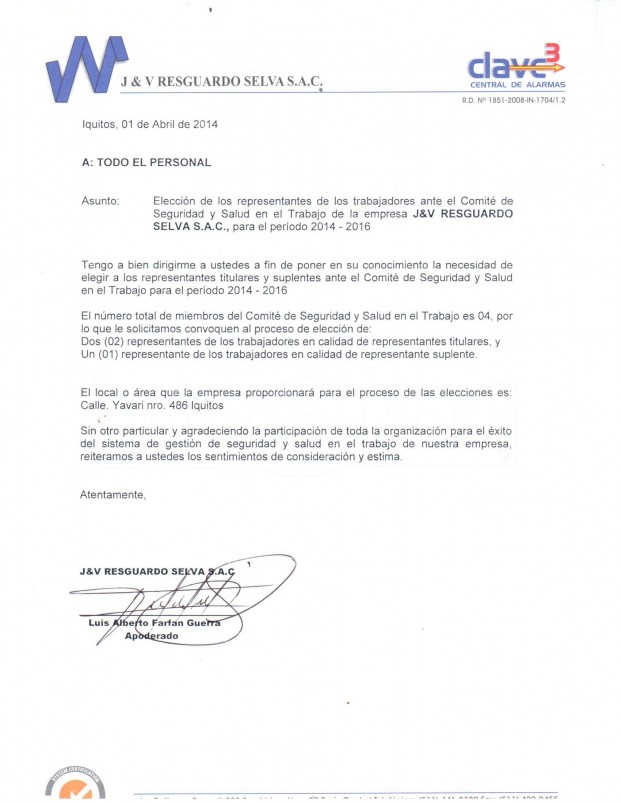 J & V RESGUARDO SELVA S.A.C.
clave3
CENTRAL DE ALARMAS
R.D. Nº 1851-2008-IN-1704/1.2
Iquitos, 01 de Abril de 2014
A: TODO EL PERSONAL
Asunto: Elección de los representantes de los trabajadores ante el Comité de
Seguridad y Salud en el Trabajo de la empresa J&V RESGUARDO
SELVA S.A.C., para el período 2014 - 2016
Tengo a bien dirigirme a ustedes a fin de poner en su conocimiento la necesidad de
elegir a los representantes titulares y suplentes ante el Comité de Seguridad y Salud
en el Trabajo para el período 2014 - 2016
El número total de miembros del Comité de Seguridad y Salud en el Trabajo es 04, por
lo que le solicitamos convoquen al proceso de elección de:
Dos (02) representantes de los trabajadores en calidad de representantes titulares, y
Un (01) representante de los trabajadores en calidad de representante suplente.
El local o área que la empresa proporcionará para el proceso de las elecciones es:
Calle. Yavari nro. 486 Iquitos
Sin otro particular y agradeciendo la participación de toda la organización para el éxito
del sistema de gestión de seguridad y salud en el trabajo de nuestra empresa,
reiteramos a ustedes los sentimientos de consideración y estima.
Atentamente,
J&V RESGUARDO SELVA S.A.C
Luis Alberto Farfan Guerra
Apoderado
SYSTEM CERTIFICATION